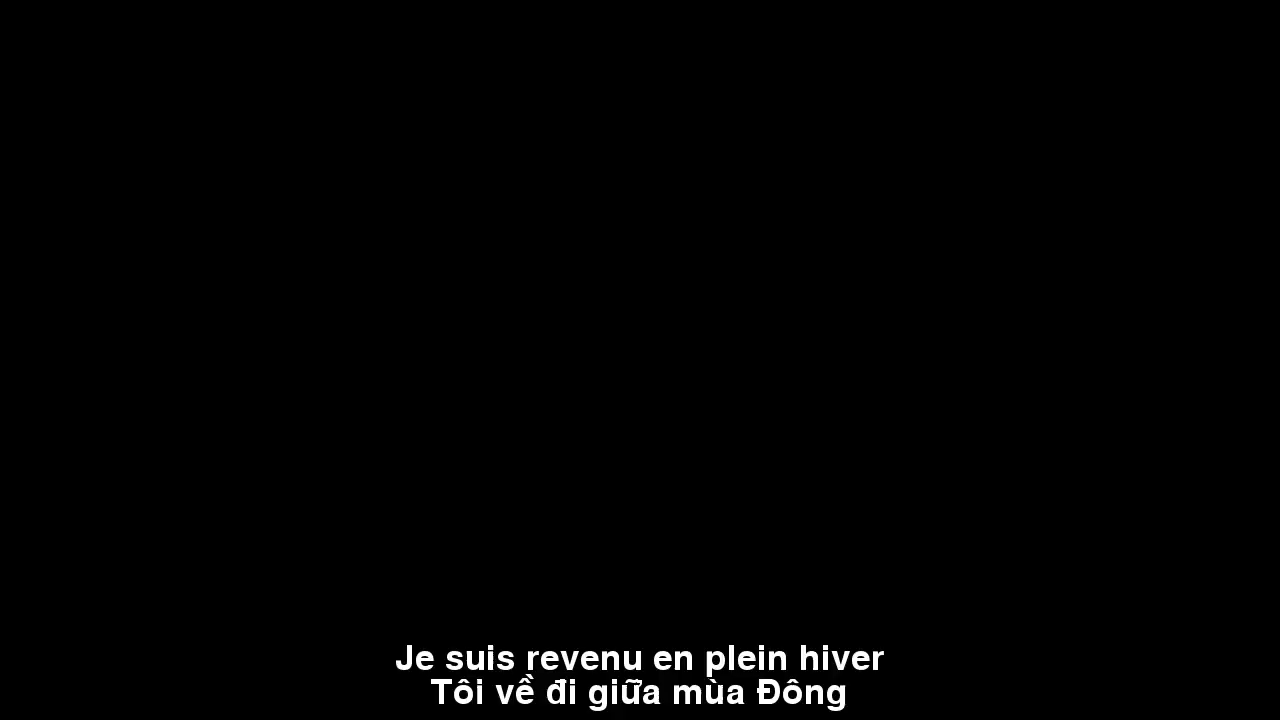 Je suis revenu en plein hiver
Tôi về đi giữa mùa Đông